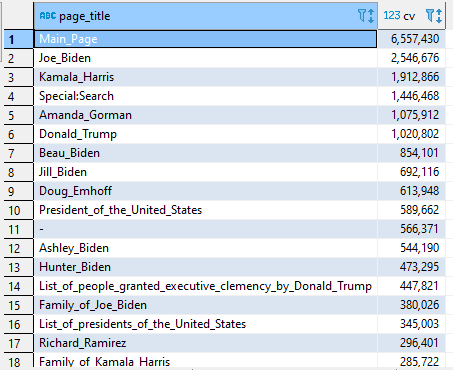 ABC page_title 123 cv
1 Main_Page 6,557,430
2 Joe_Biden 2,546,676
3 Kamala_Harris 1,912,866
4 Special:Search 1,446,468
5 Amanda_Gorman 1,075,912
6 Donald_Trump 1,020,802
7 Beau_Biden 854,101
8 Jill_Biden 692,116
9 Doug_Emhoff 613,948
10 President_of_the_United_States 589,662
11 - 566,371
12 Ashley_Biden 544,190
13 Hunter_Biden 473,295
14 List_of_people_granted_executive_clemency_by_Donald_Trump 447,821
15 Family_of_Joe_Biden 380,026
16 List_of_presidents_of_the_United_States 345,003
17 Richard_Ramirez 296,401
18 Family_of_Kamala_Harris 285,722